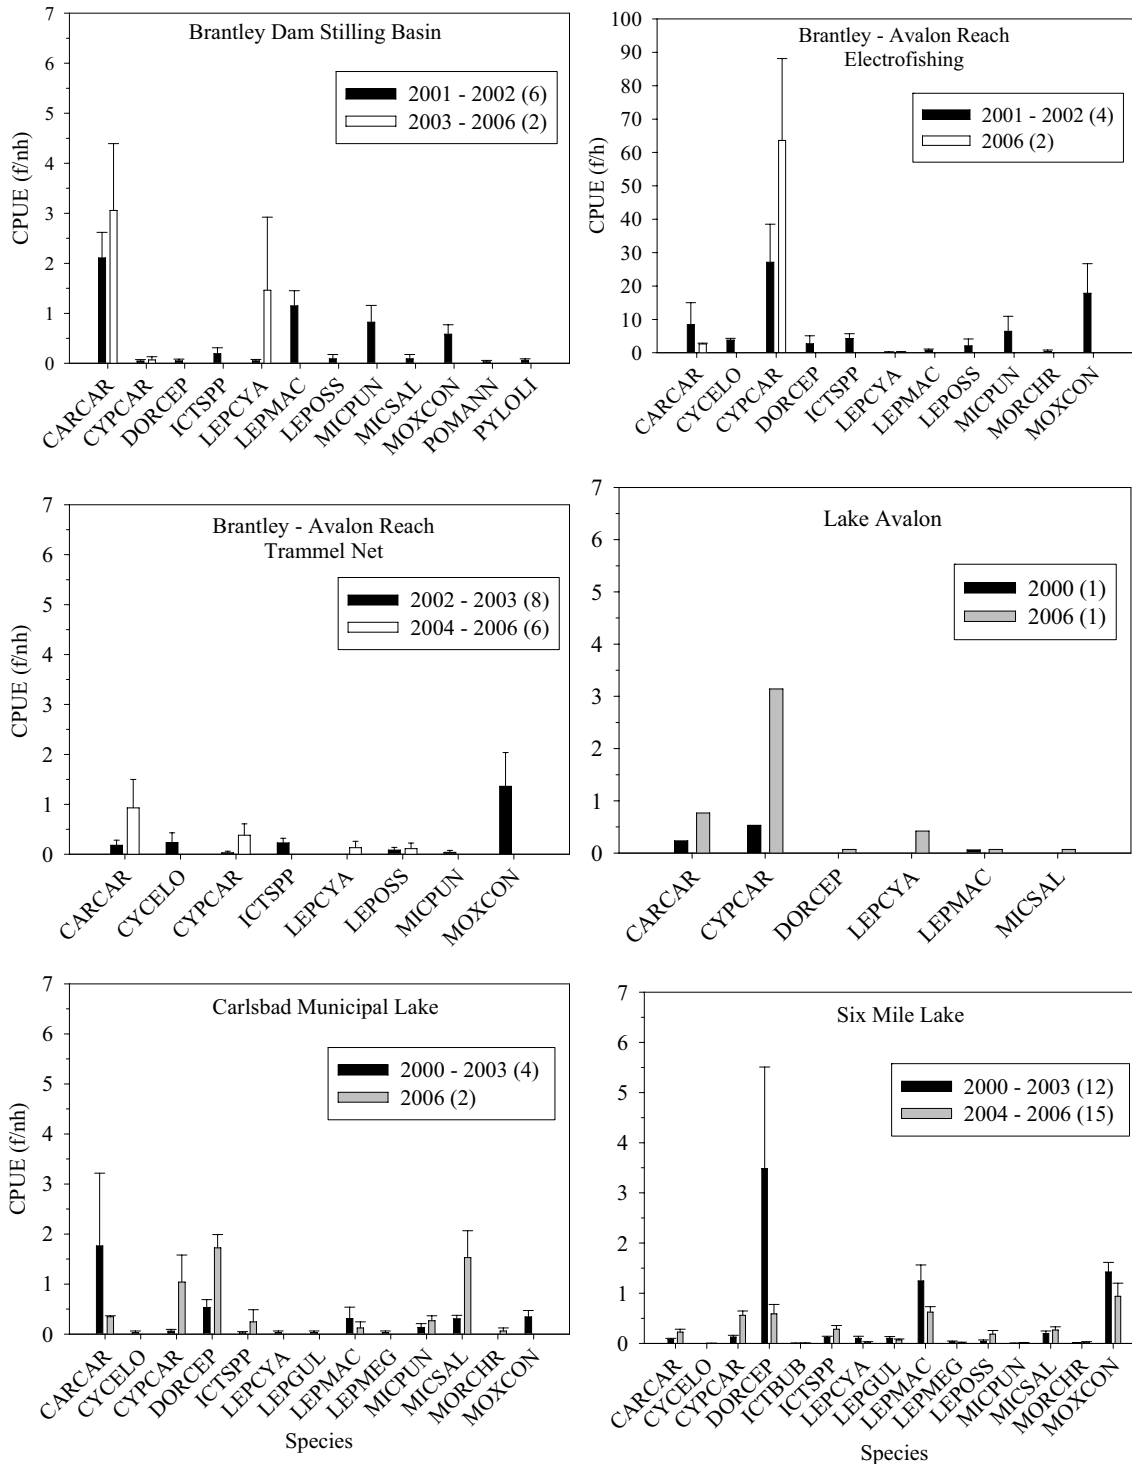 Brantley Dam Stilling Basin
2001 - 2002 (6)
2003 - 2006 (2)
CPUE (f/nh)
7
6
5
4
3
2
1
0
CARCAR
CYPCAR
DORCEP
ICTSPP
LEPCYA
LEPMAC
LEPOSS
MICPUN
MICSAL
MOXCON
POMANN
PYLOLI
Brantley - Avalon Reach
Electrofishing
2001 - 2002 (4)
2006 (2)
CPUE (f/h)
100
90
80
70
60
50
40
30
20
10
0
CARCAR
CYCELO
CYPCAR
DORCEP
ICTSPP
LEPCYA
LEPMAC
LEPOSS
MICPUN
MORCHR
MOXCON
Brantley - Avalon Reach
Trammel Net
2002 - 2003 (8)
2004 - 2006 (6)
CPUE (f/nh)
7
6
5
4
3
2
1
0
CARCAR
CYCELO
CYPCAR
ICTSPP
LEPCYA
LEPOSS
MICPUN
MOXCON
Lake Avalon
2000 (1)
2006 (1)
7
6
5
4
3
2
1
0
CARCAR
CYPCAR
DORCEP
LEPCYA
LEPMAC
MICSAL
Carlsbad Municipal Lake
2000 - 2003 (4)
2006 (2)
CPUE (f/nh)
7
6
5
4
3
2
1
0
CARCAR
CYCELO
CYPCAR
DORCEP
ICTSPP
LEPCYA
LEPGUL
LEPMAC
LEPMEG
MICPUN
MICSAL
MORCHR
MOXCON
Species
Six Mile Lake
2000 - 2003 (12)
2004 - 2006 (15)
7
6
5
4
3
2
1
0
CARCAR
CYCELO
CYPCAR
DORCEP
ICTBUB
ICTSPP
LEPCYA
LEPGUL
LEPMAC
LEPMEG
LEPOSS
MICPUN
MICSAL
MORCHR
MOXCON
Species